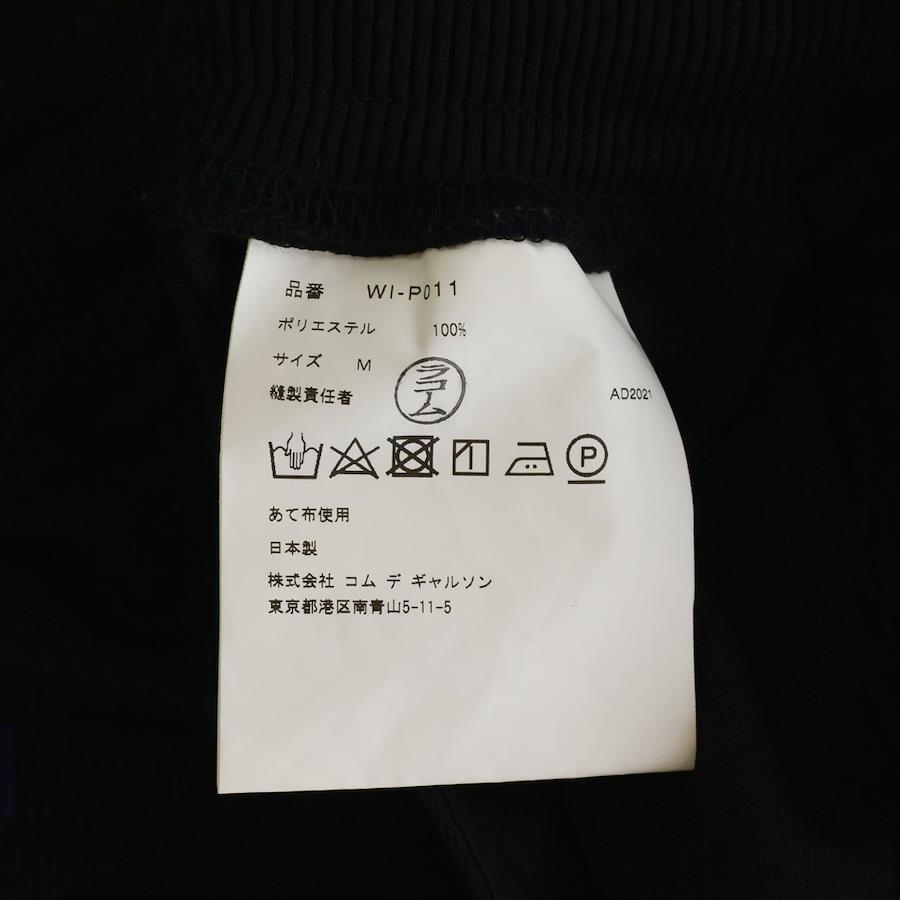 品番 WI-P011
ポリエステル 100%
サイズ M
縫製責任者 ラコム AD2021
P
あて布使用
日本製
株式会社 コム デ ギャルソン
東京都港区南青山5-11-5